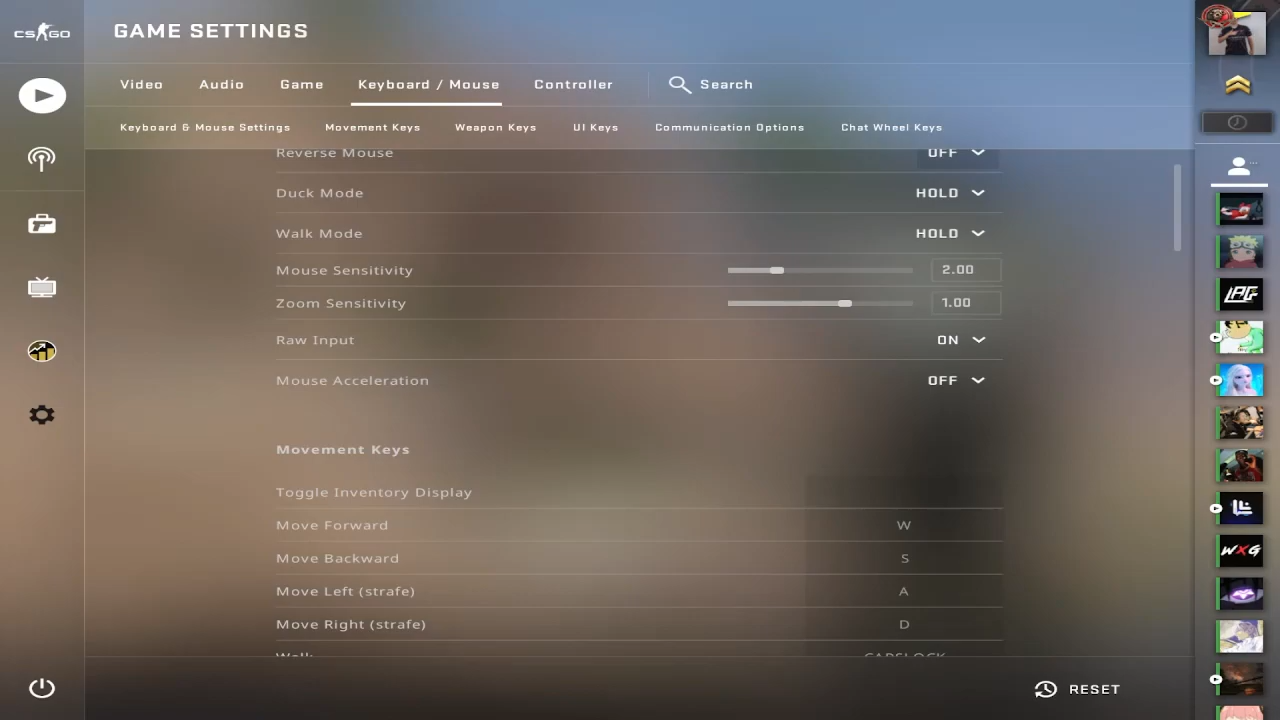 CS:GO
GAME SETTINGS
Video Audio Game Keyboard / Mouse Controller Search
Keyboard & Mouse Settings Movement Keys Weapon Keys UI Keys Communication Options Chat Wheel Keys
Reverse Mouse OFF
Duck Mode HOLD
Walk Mode HOLD
Mouse Sensitivity 2.00
Zoom Sensitivity 1.00
Raw Input ON
Mouse Acceleration OFF
Movement Keys
Toggle Inventory Display
Move Forward W
Move Backward S
Move Left (strafe) A
Move Right (strafe) D
Walk CAPSLOCK
RESET
WXG